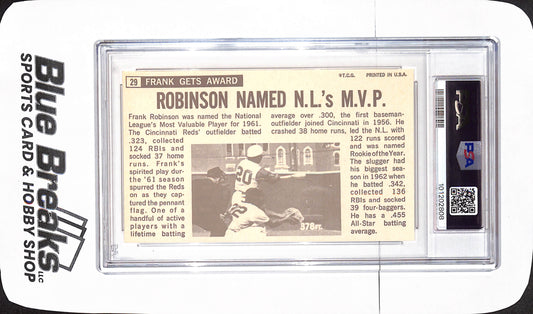 Blue Breaks LLC
SPORTS CARD & HOBBY SHOP
29 FRANK GETS AWARD
©T.C.G. PRINTED IN U.S.A.
ROBINSON NAMED N.L.'s M.V.P.
Frank Robinson was named the National
League's Most Valuable Player for 1961.
The Cincinnati Reds' outfielder batted
.323, collected
124 RBIs and
socked 37 home
runs. Frank's
spirited play dur-
the '61 season
spurred the Reds
on as they cap-
tured the pennant
flag. One of a
handful of active
players with a
lifetime batting
average over .300, the first baseman-
outfielder joined Cincinnati in 1956. He
crashed 38 home runs, led the N.L. with
122 runs scored
and was named
Rookie of the Year.
The slugger had
his biggest season
in 1962 when
he batted .342,
collected 136
RBIs and socked
39 four-baggers.
He has a .455
All-Star batting
average.
20
378FT.
PSA
PSA
101202808